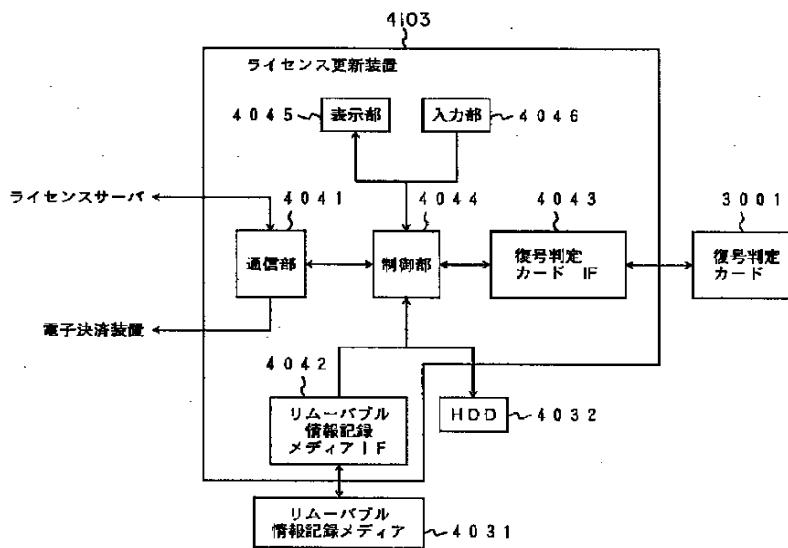 4103
ライセンス更新装置
4045
表示部
入力部
4046
ライセンスサーバ
4041
4044
4043
3001
通信部
制御部
復号判定
カード IF
復号判定
カード
電子決済装置
4042
リムーバブル
情報記録
メディアIF
HDD
4032
リムーバブル
情報記録メディア
4031